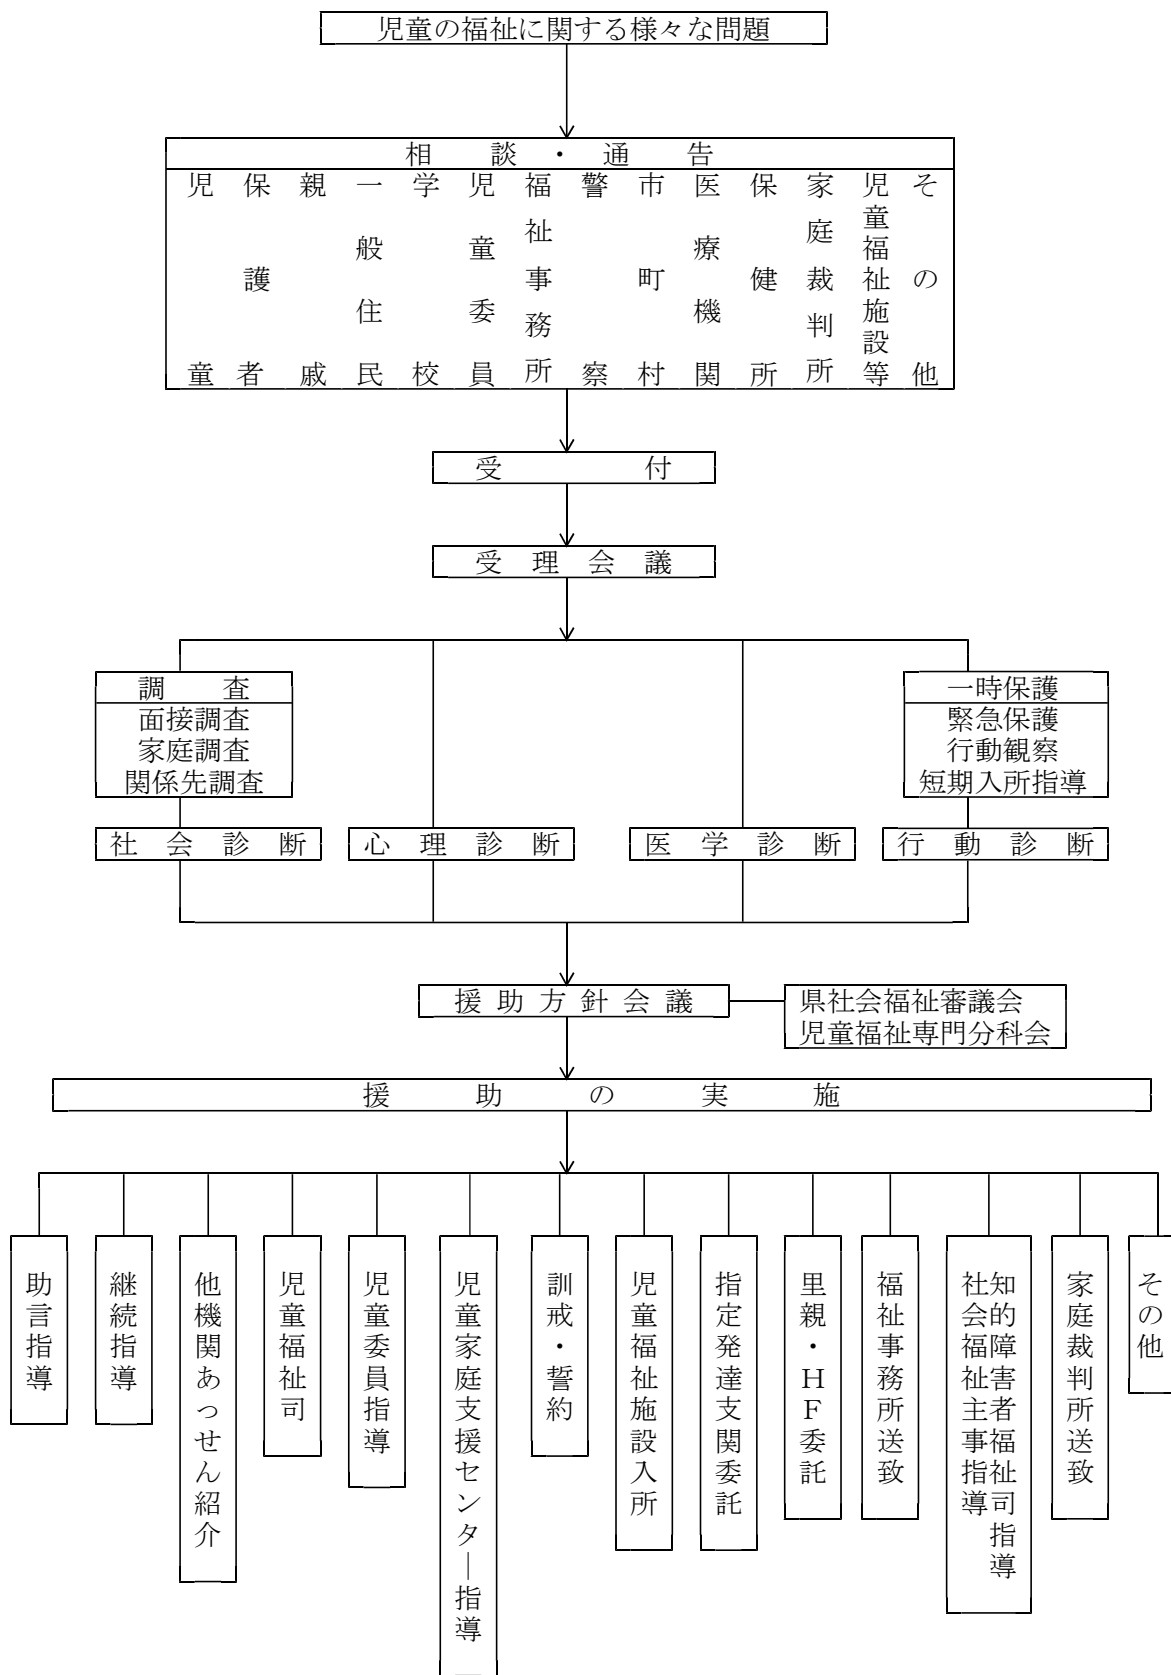 児童の福祉に関する様々な問題
相談・通告
児童
保護者
親戚
一般住民
学校
児童委員
福祉事務所
警察
市町村
医療機関
保健所
家庭裁判所
児童福祉施設等
その他
受付
受理会議
調査
面接調査
家庭調査
関係先調査
一時保護
緊急保護
行動観察
短期入所指導
社会診断
心理診断
医学診断
行動診断
援助方針会議
県社会福祉審議会
児童福祉専門分科会
援助の実施
助言指導
継続指導
他機関あっせん紹介
児童福祉司
児童委員指導
児童家庭支援センター指導
訓戒・誓約
児童福祉施設入所
指定発達支関委託
里親・HF委託
福祉事務所送致
知的障害者福祉司指導
社会福祉主事指導
家庭裁判所送致
その他